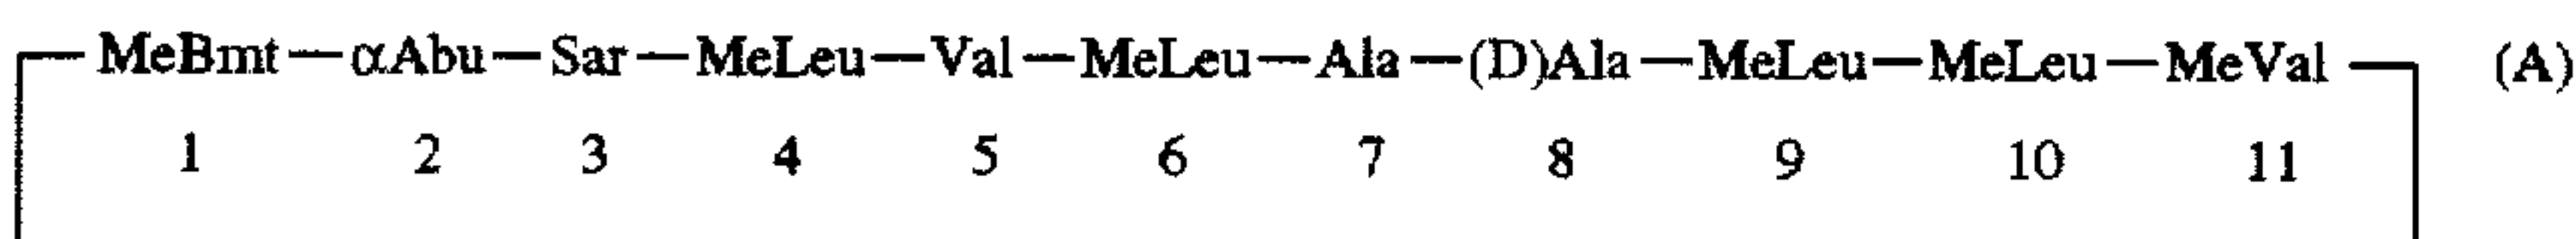 MeBmt—αAbu—Sar—MeLeu—Val—MeLeu—Ala—(D)Ala—MeLeu—MeLeu—MeVal (A)
1 2 3 4 5 6 7 8 9 10 11